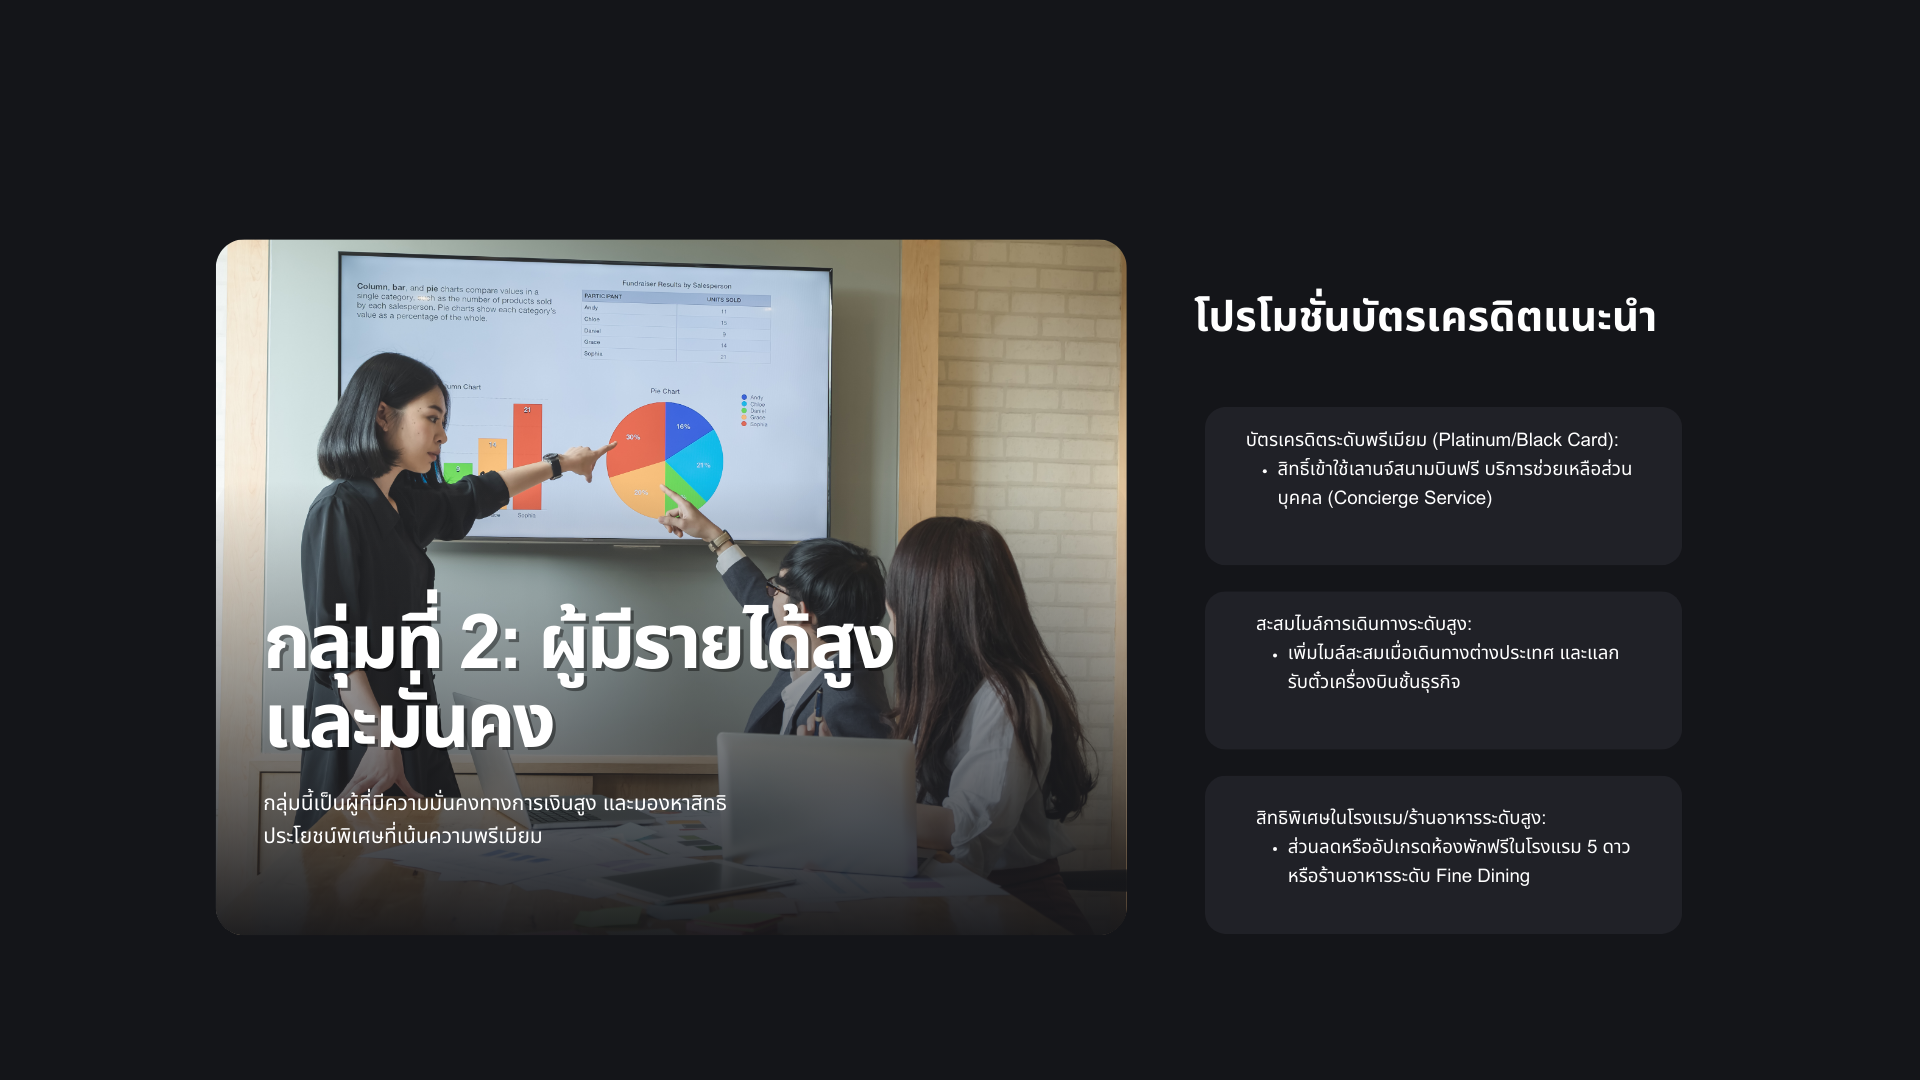 Column, bar, and pie charts compare values in a
single category, such as the number of products sold
by each salesperson. Pie charts show each category's
value as a percentage of the whole.
Fundraiser Results by Salesperson
PARTICIPANT UNITS SOLD
Andy 11
Chloe 15
Daniel 9
Grace 14
Sophia 21
umn Chart
21
14
9
Sophia
Pie Chart
Andy
Chloe
Daniel
Grace
Sophia
16%
30%
21%
20%
กลุ่มที่ 2: ผู้มีรายได้สูง
และมั่นคง
กลุ่มนี้เป็นผู้ที่มีความมั่นคงทางการเงินสูง และมองหาสิทธิ
ประโยชน์พิเศษที่เน้นความพรีเมียม
โปรโมชั่นบัตรเครดิตแนะนำ
บัตรเครดิตระดับพรีเมียม (Platinum/Black Card):
• สิทธิ์เข้าใช้เลานจ์สนามบินฟรี บริการช่วยเหลือส่วน
บุคคล (Concierge Service)
สะสมไมล์การเดินทางระดับสูง:
• เพิ่มไมล์สะสมเมื่อเดินทางต่างประเทศ และแลก
รับตั๋วเครื่องบินชั้นธุรกิจ
สิทธิพิเศษในโรงแรม/ร้านอาหารระดับสูง:
• ส่วนลดหรืออัปเกรดห้องพักฟรีในโรงแรม 5 ดาว
หรือร้านอาหารระดับ Fine Dining